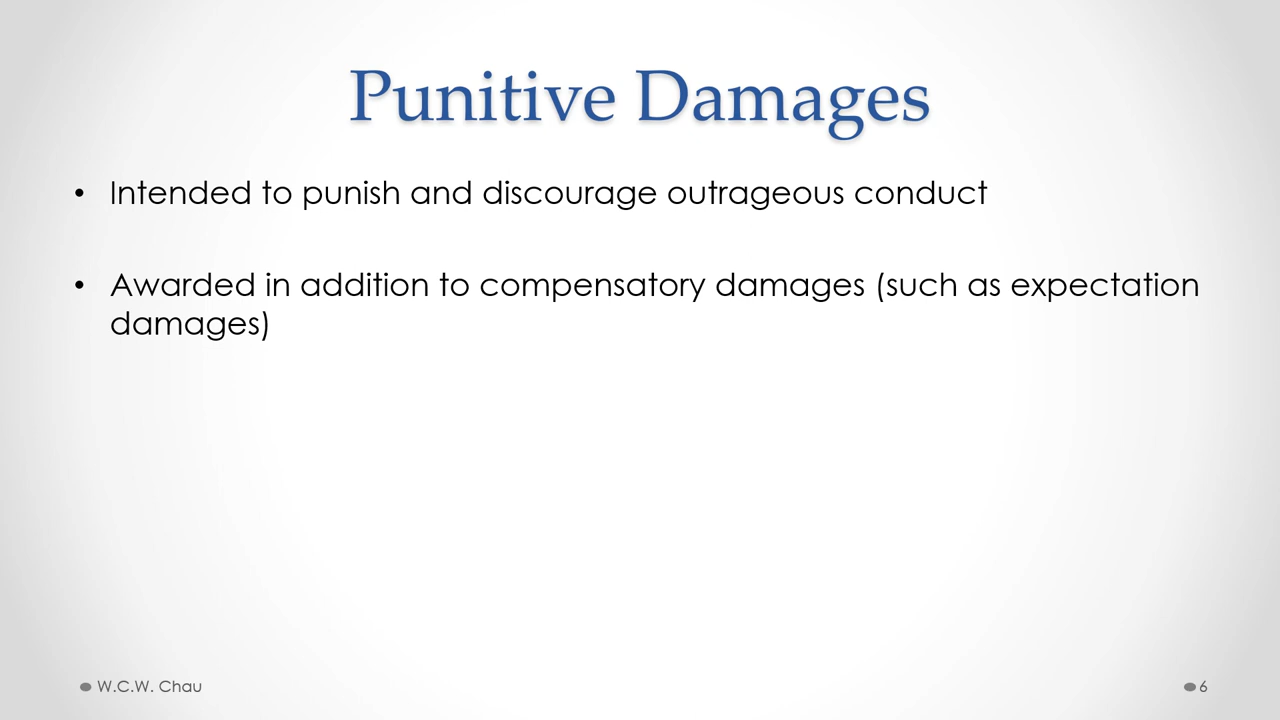 Punitive Damages
• Intended to punish and discourage outrageous conduct
• Awarded in addition to compensatory damages (such as expectation
damages)
W.C.W. Chau
6